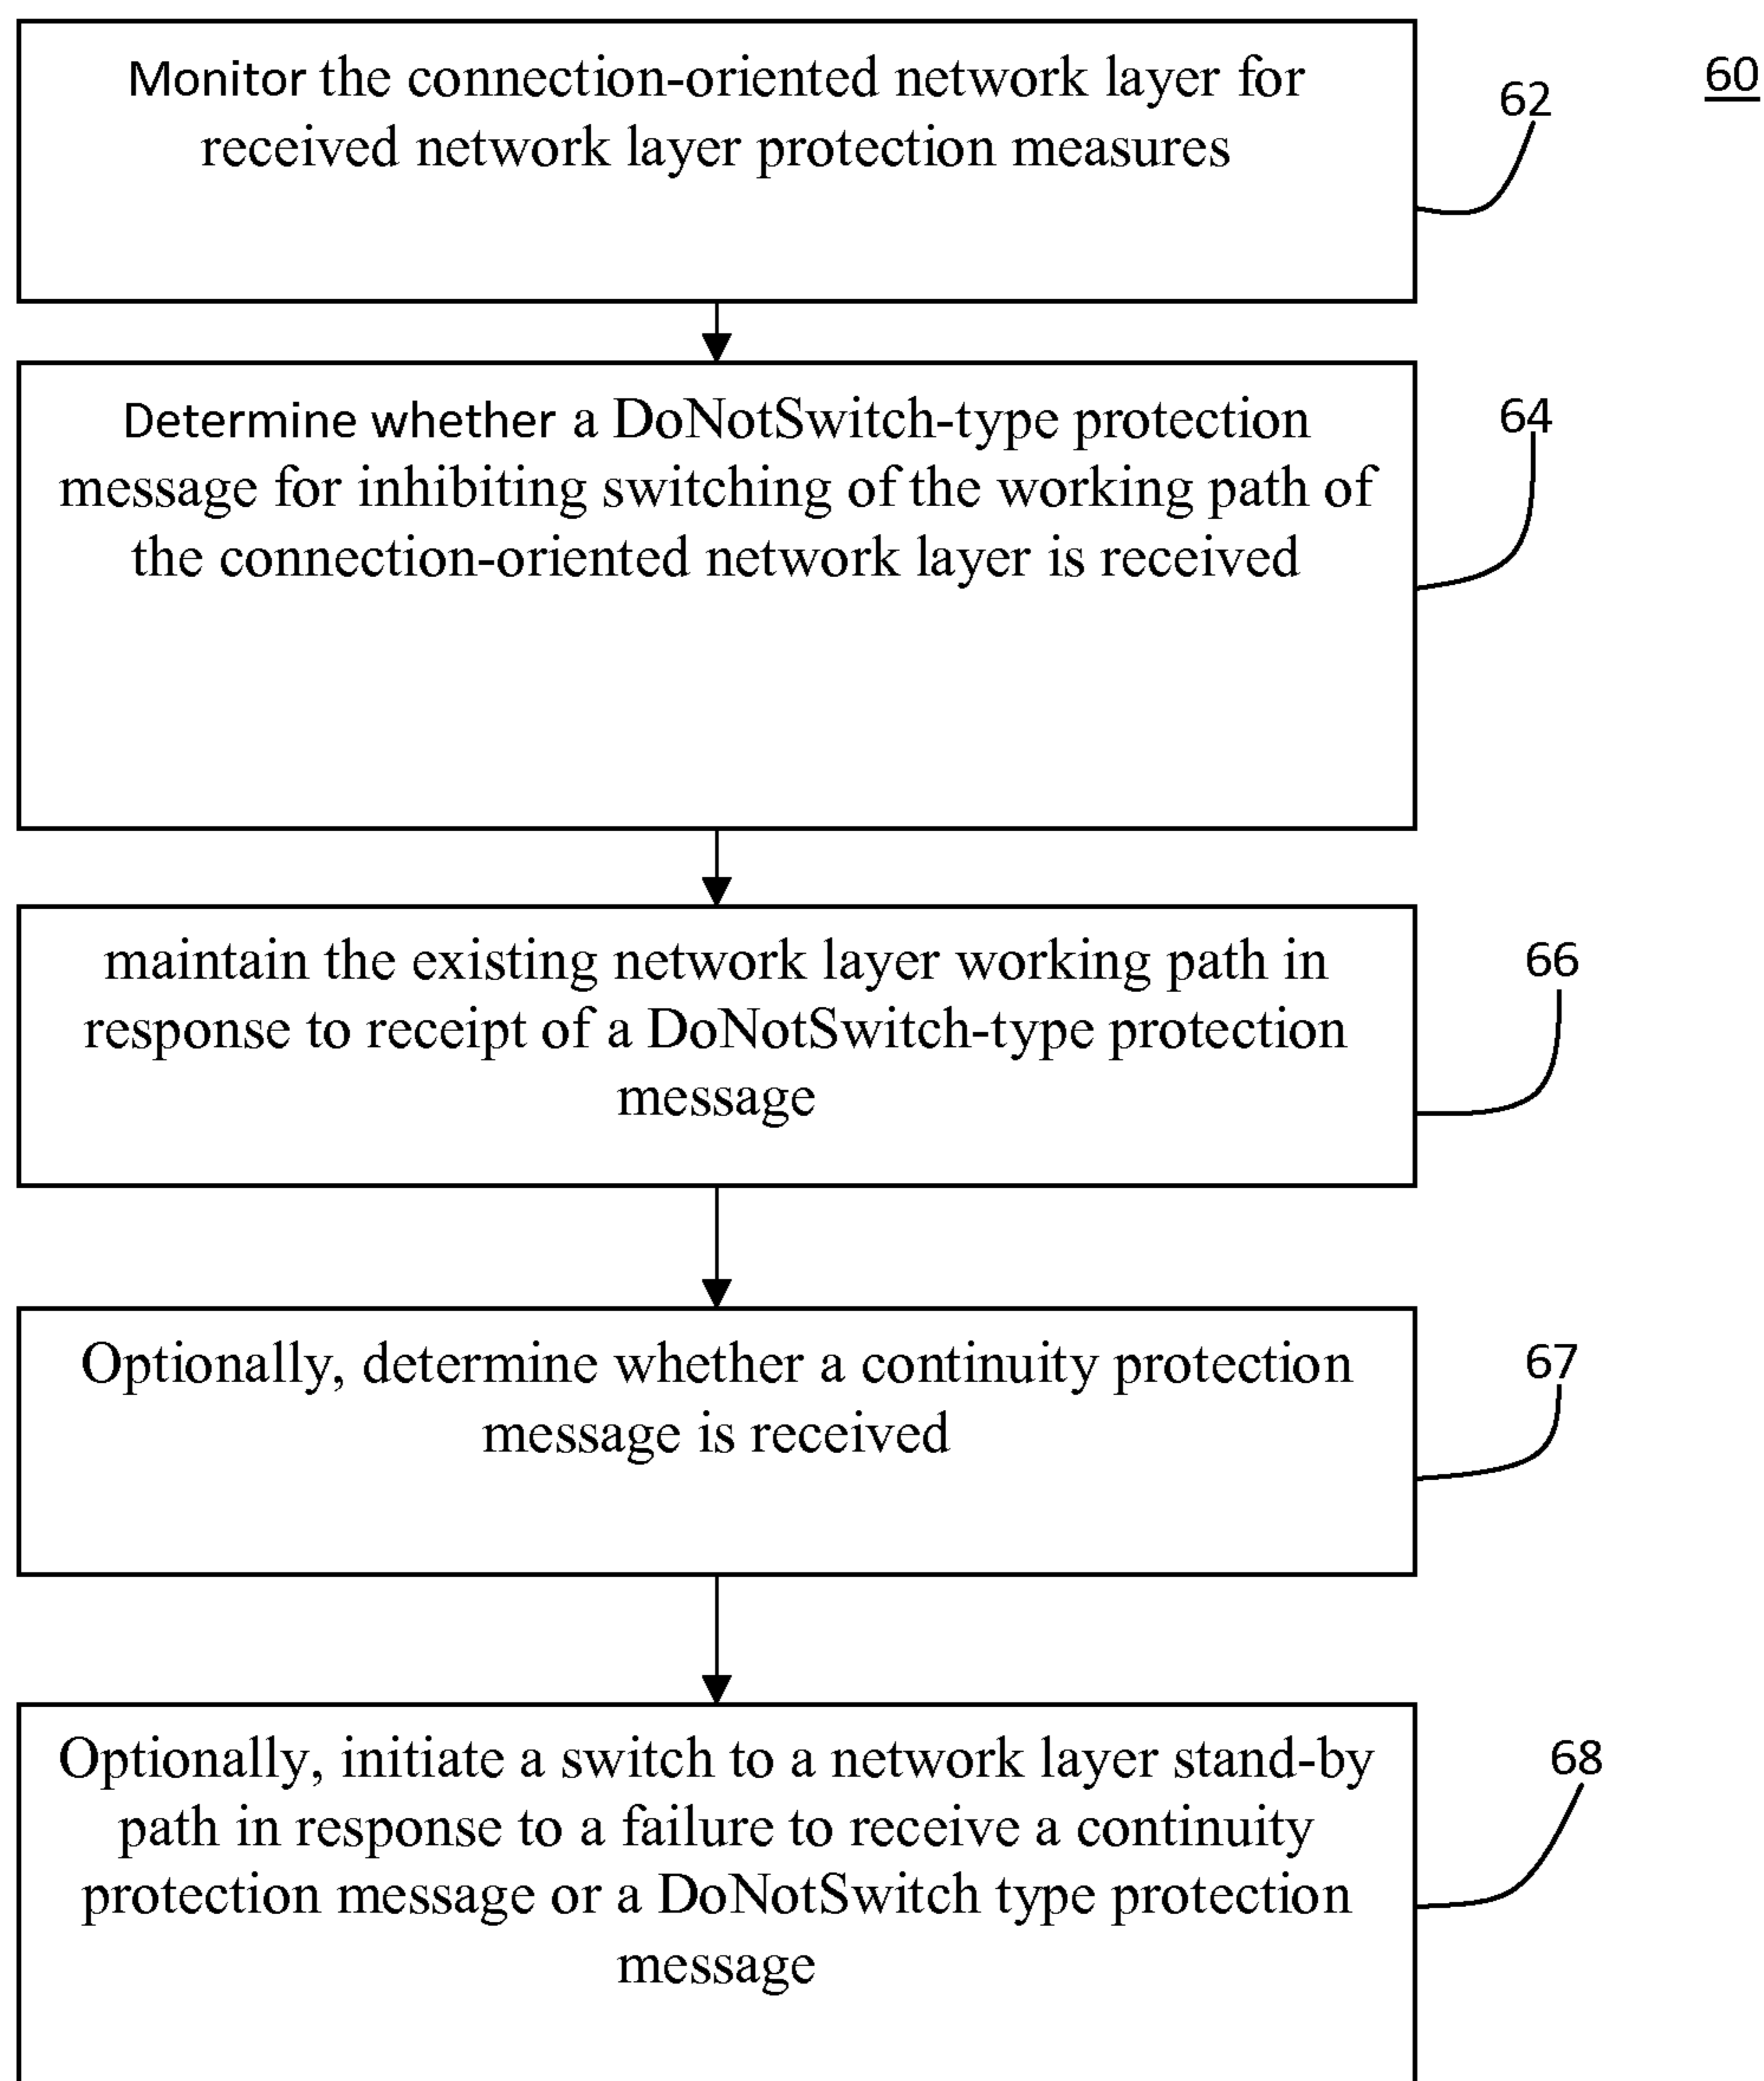 Monitor the connection-oriented network layer for
received network layer protection measures
62
60
Determine whether a DoNotSwitch-type protection
message for inhibiting switching of the working path of
the connection-oriented network layer is received
64
maintain the existing network layer working path in
response to receipt of a DoNotSwitch-type protection
message
66
Optionally, determine whether a continuity protection
message is received
67
Optionally, initiate a switch to a network layer stand-by
path in response to a failure to receive a continuity
protection message or a DoNotSwitch type protection
message
68